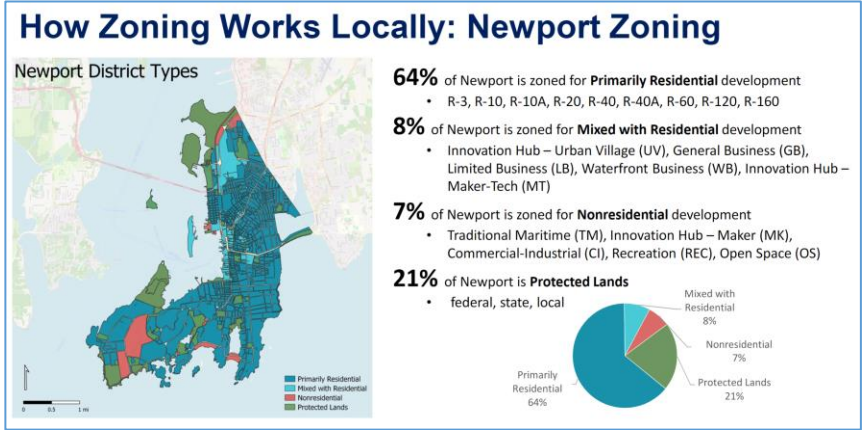 How Zoning Works Locally: Newport Zoning
Newport District Types
Primarily Residential
Mixed with Residential
Nonresidential
Protected Lands
0 0.5 1 mi
64% of Newport is zoned for Primarily Residential development
• R-3, R-10, R-10A, R-20, R-40, R-40A, R-60, R-120, R-160
8% of Newport is zoned for Mixed with Residential development
• Innovation Hub – Urban Village (UV), General Business (GB),
Limited Business (LB), Waterfront Business (WB), Innovation Hub –
Maker-Tech (MT)
7% of Newport is zoned for Nonresidential development
• Traditional Maritime (TM), Innovation Hub – Maker (MK),
Commercial-Industrial (CI), Recreation (REC), Open Space (OS)
21% of Newport is Protected Lands
• federal, state, local
Mixed with
Residential
8%
Nonresidential
7%
Protected Lands
21%
Primarily
Residential
64%